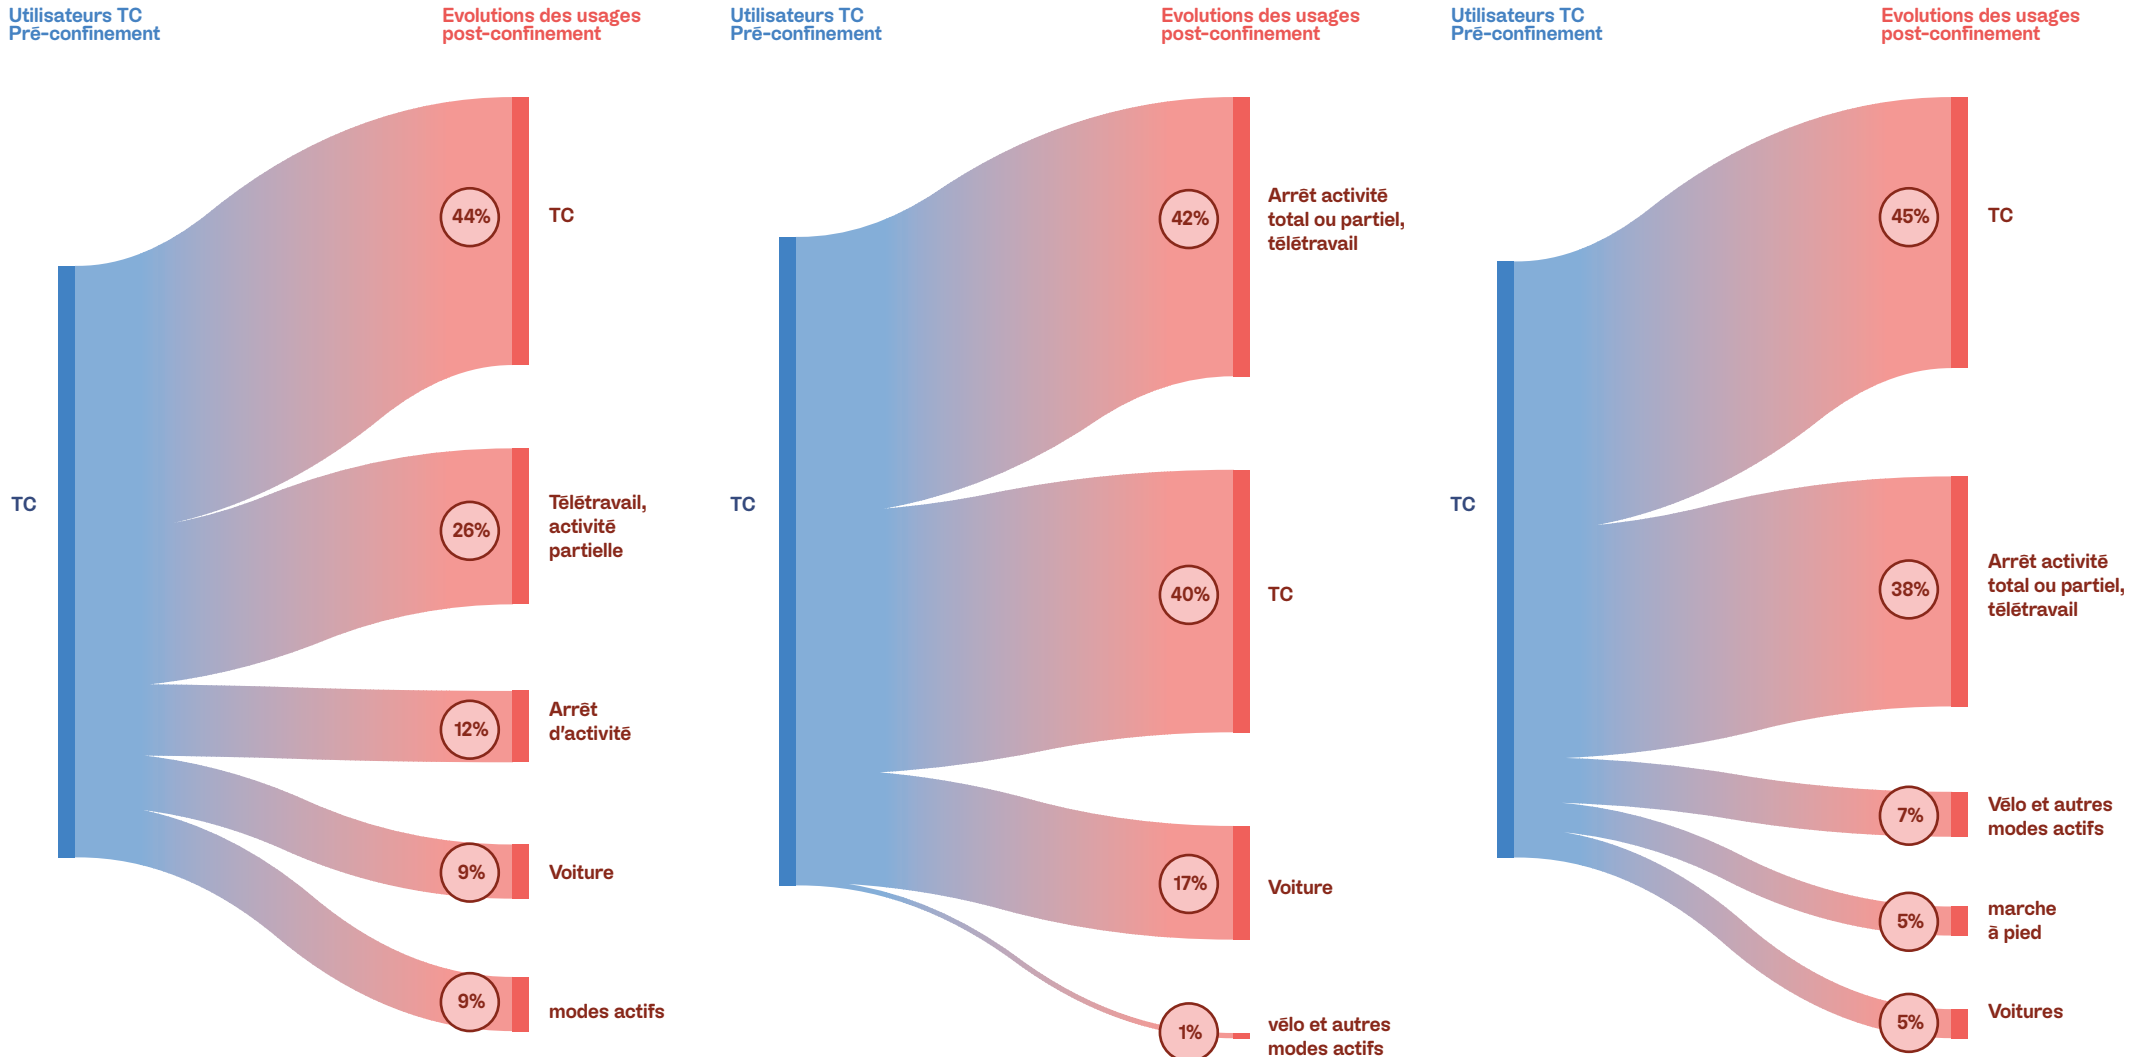 Utilisateurs TC
Pré-confinement
Evolutions des usages
post-confinement
TC
44%
TC
26%
Télétravail,
activité
partielle
12%
Arrêt
d'activité
9%
Voiture
9%
modes actifs
Utilisateurs TC
Pré-confinement
Evolutions des usages
post-confinement
TC
42%
Arrêt activité
total ou partiel,
télétravail
40%
TC
17%
Voiture
1%
vélo et autres
modes actifs
Utilisateurs TC
Pré-confinement
Evolutions des usages
post-confinement
TC
45%
TC
38%
Arrêt activité
total ou partiel,
télétravail
7%
Vélo et autres
modes actifs
5%
marche
à pied
5%
Voitures